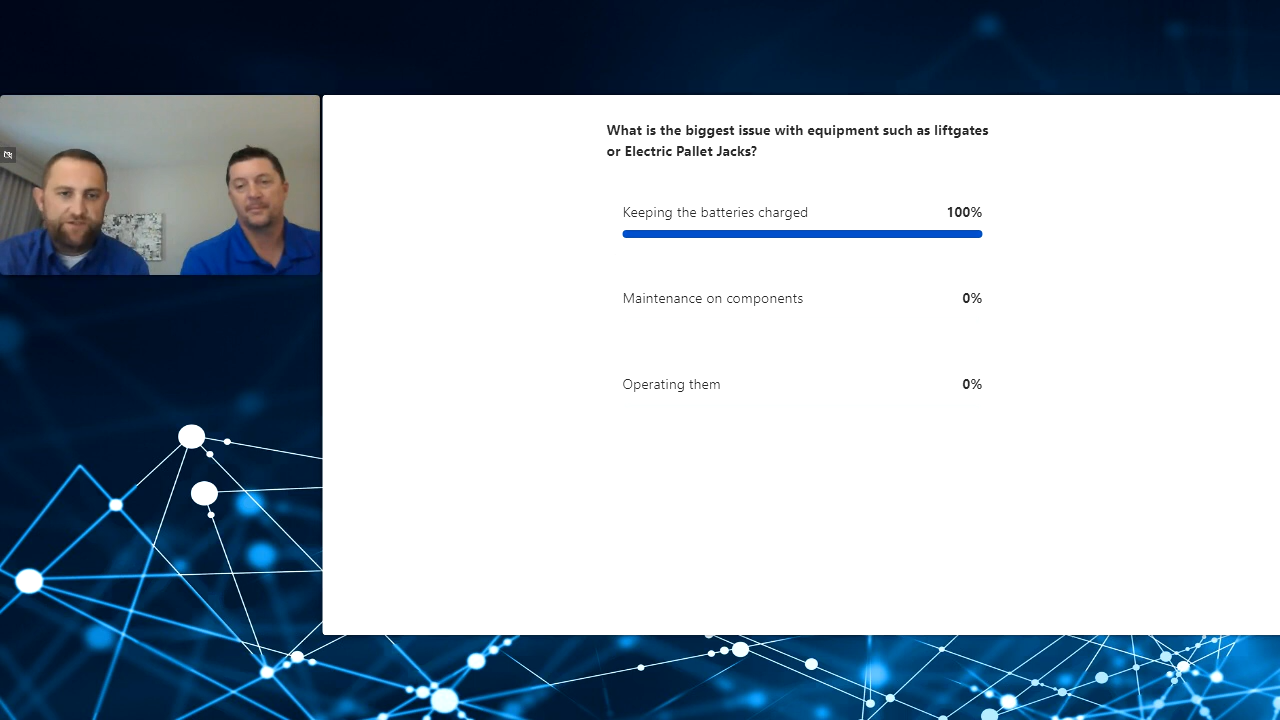 What is the biggest issue with equipment such as liftgates
or Electric Pallet Jacks?
Keeping the batteries charged 100%
Maintenance on components 0%
Operating them 0%